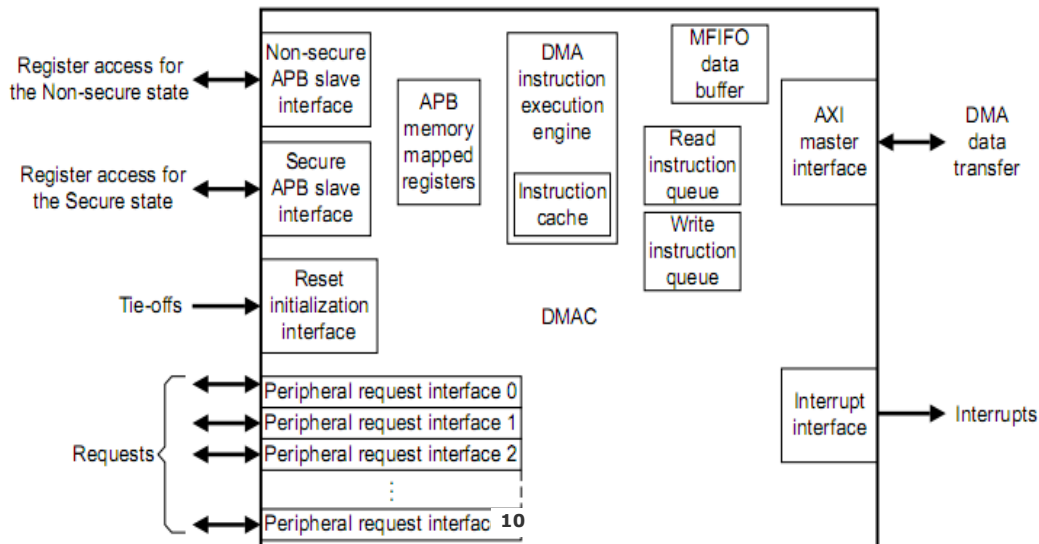 Register access for
the Non-secure state
Non-secure
APB slave
interface
Register access for
the Secure state
Secure
APB slave
interface
APB
memory
mapped
registers
DMA
instruction
execution
engine
Instruction
cache
MFIFO
data
buffer
Read
instruction
queue
Write
instruction
queue
AXI
master
interface
DMA
data
transfer
Tie-offs
Reset
initialization
interface
DMAC
Requests
Peripheral request interface 0
Peripheral request interface 1
Peripheral request interface 2
⋮
Peripheral request interface 10
Interrupt
interface
Interrupts